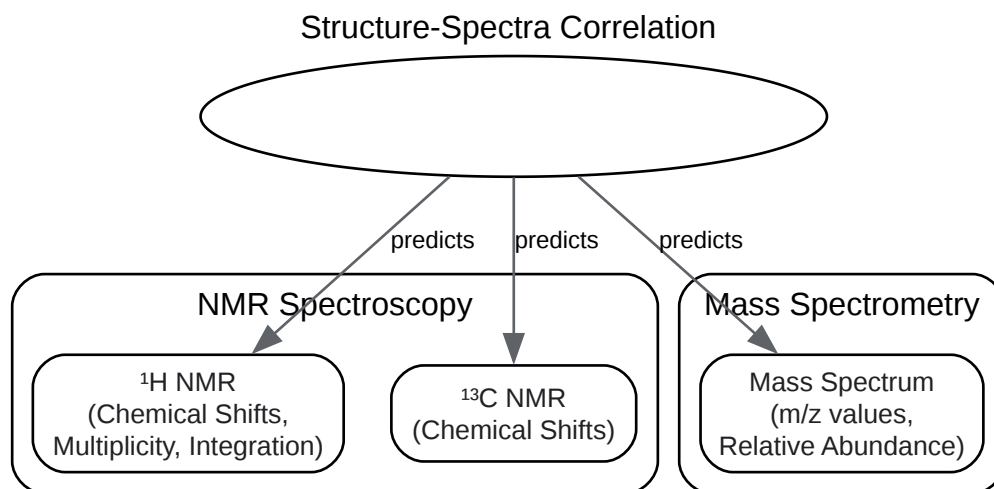 Structure-Spectra Correlation
predicts
predicts
predicts
NMR Spectroscopy
Mass Spectrometry
¹H NMR
(Chemical Shifts,
Multiplicity, Integration)
¹³C NMR
(Chemical Shifts)
Mass Spectrum
(m/z values,
Relative Abundance)